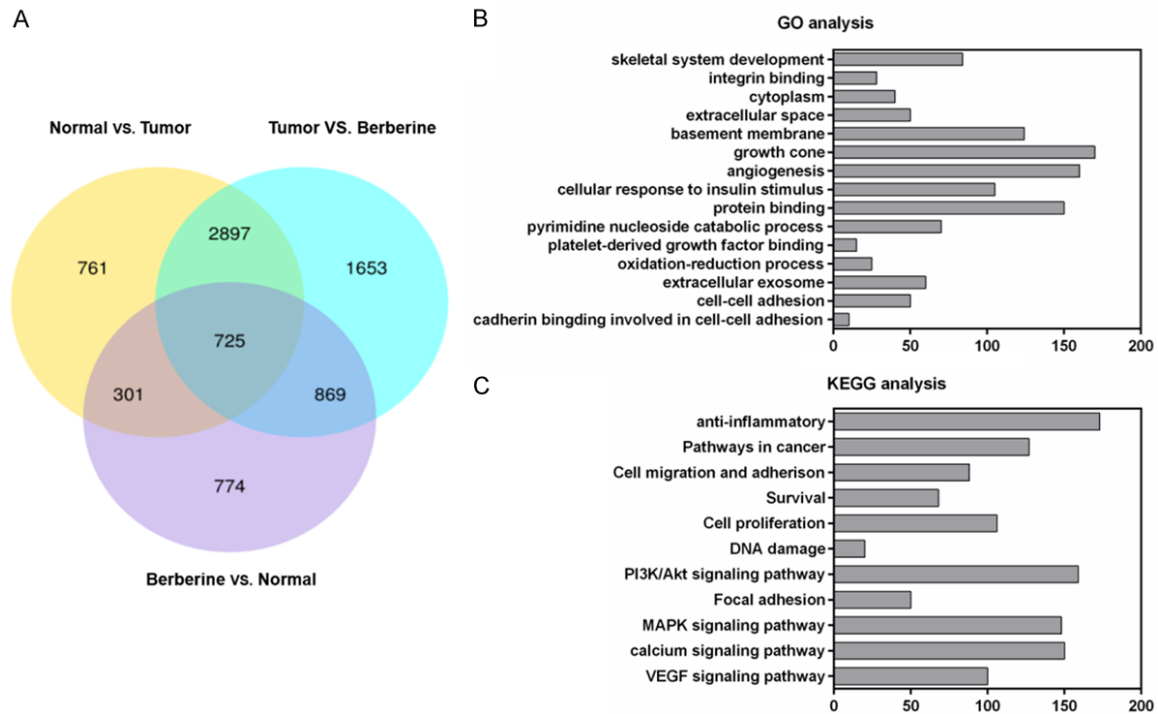 A
Normal vs. Tumor
Tumor VS. Berberine
2897
761
1653
725
301
869
774
Berberine vs. Normal
B
GO analysis
skeletal system development
integrin binding
cytoplasm
extracellular space
basement membrane
growth cone
angiogenesis
cellular response to insulin stimulus
protein binding
pyrimidine nucleoside catabolic process
platelet-derived growth factor binding
oxidation-reduction process
extracellular exosome
cell-cell adhesion
cadherin bingding involved in cell-cell adhesion
0 50 100 150 200
C
KEGG analysis
anti-inflammatory
Pathways in cancer
Cell migration and adherison
Survival
Cell proliferation
DNA damage
PI3K/Akt signaling pathway
Focal adhesion
MAPK signaling pathway
calcium signaling pathway
VEGF signaling pathway
0 50 100 150 200